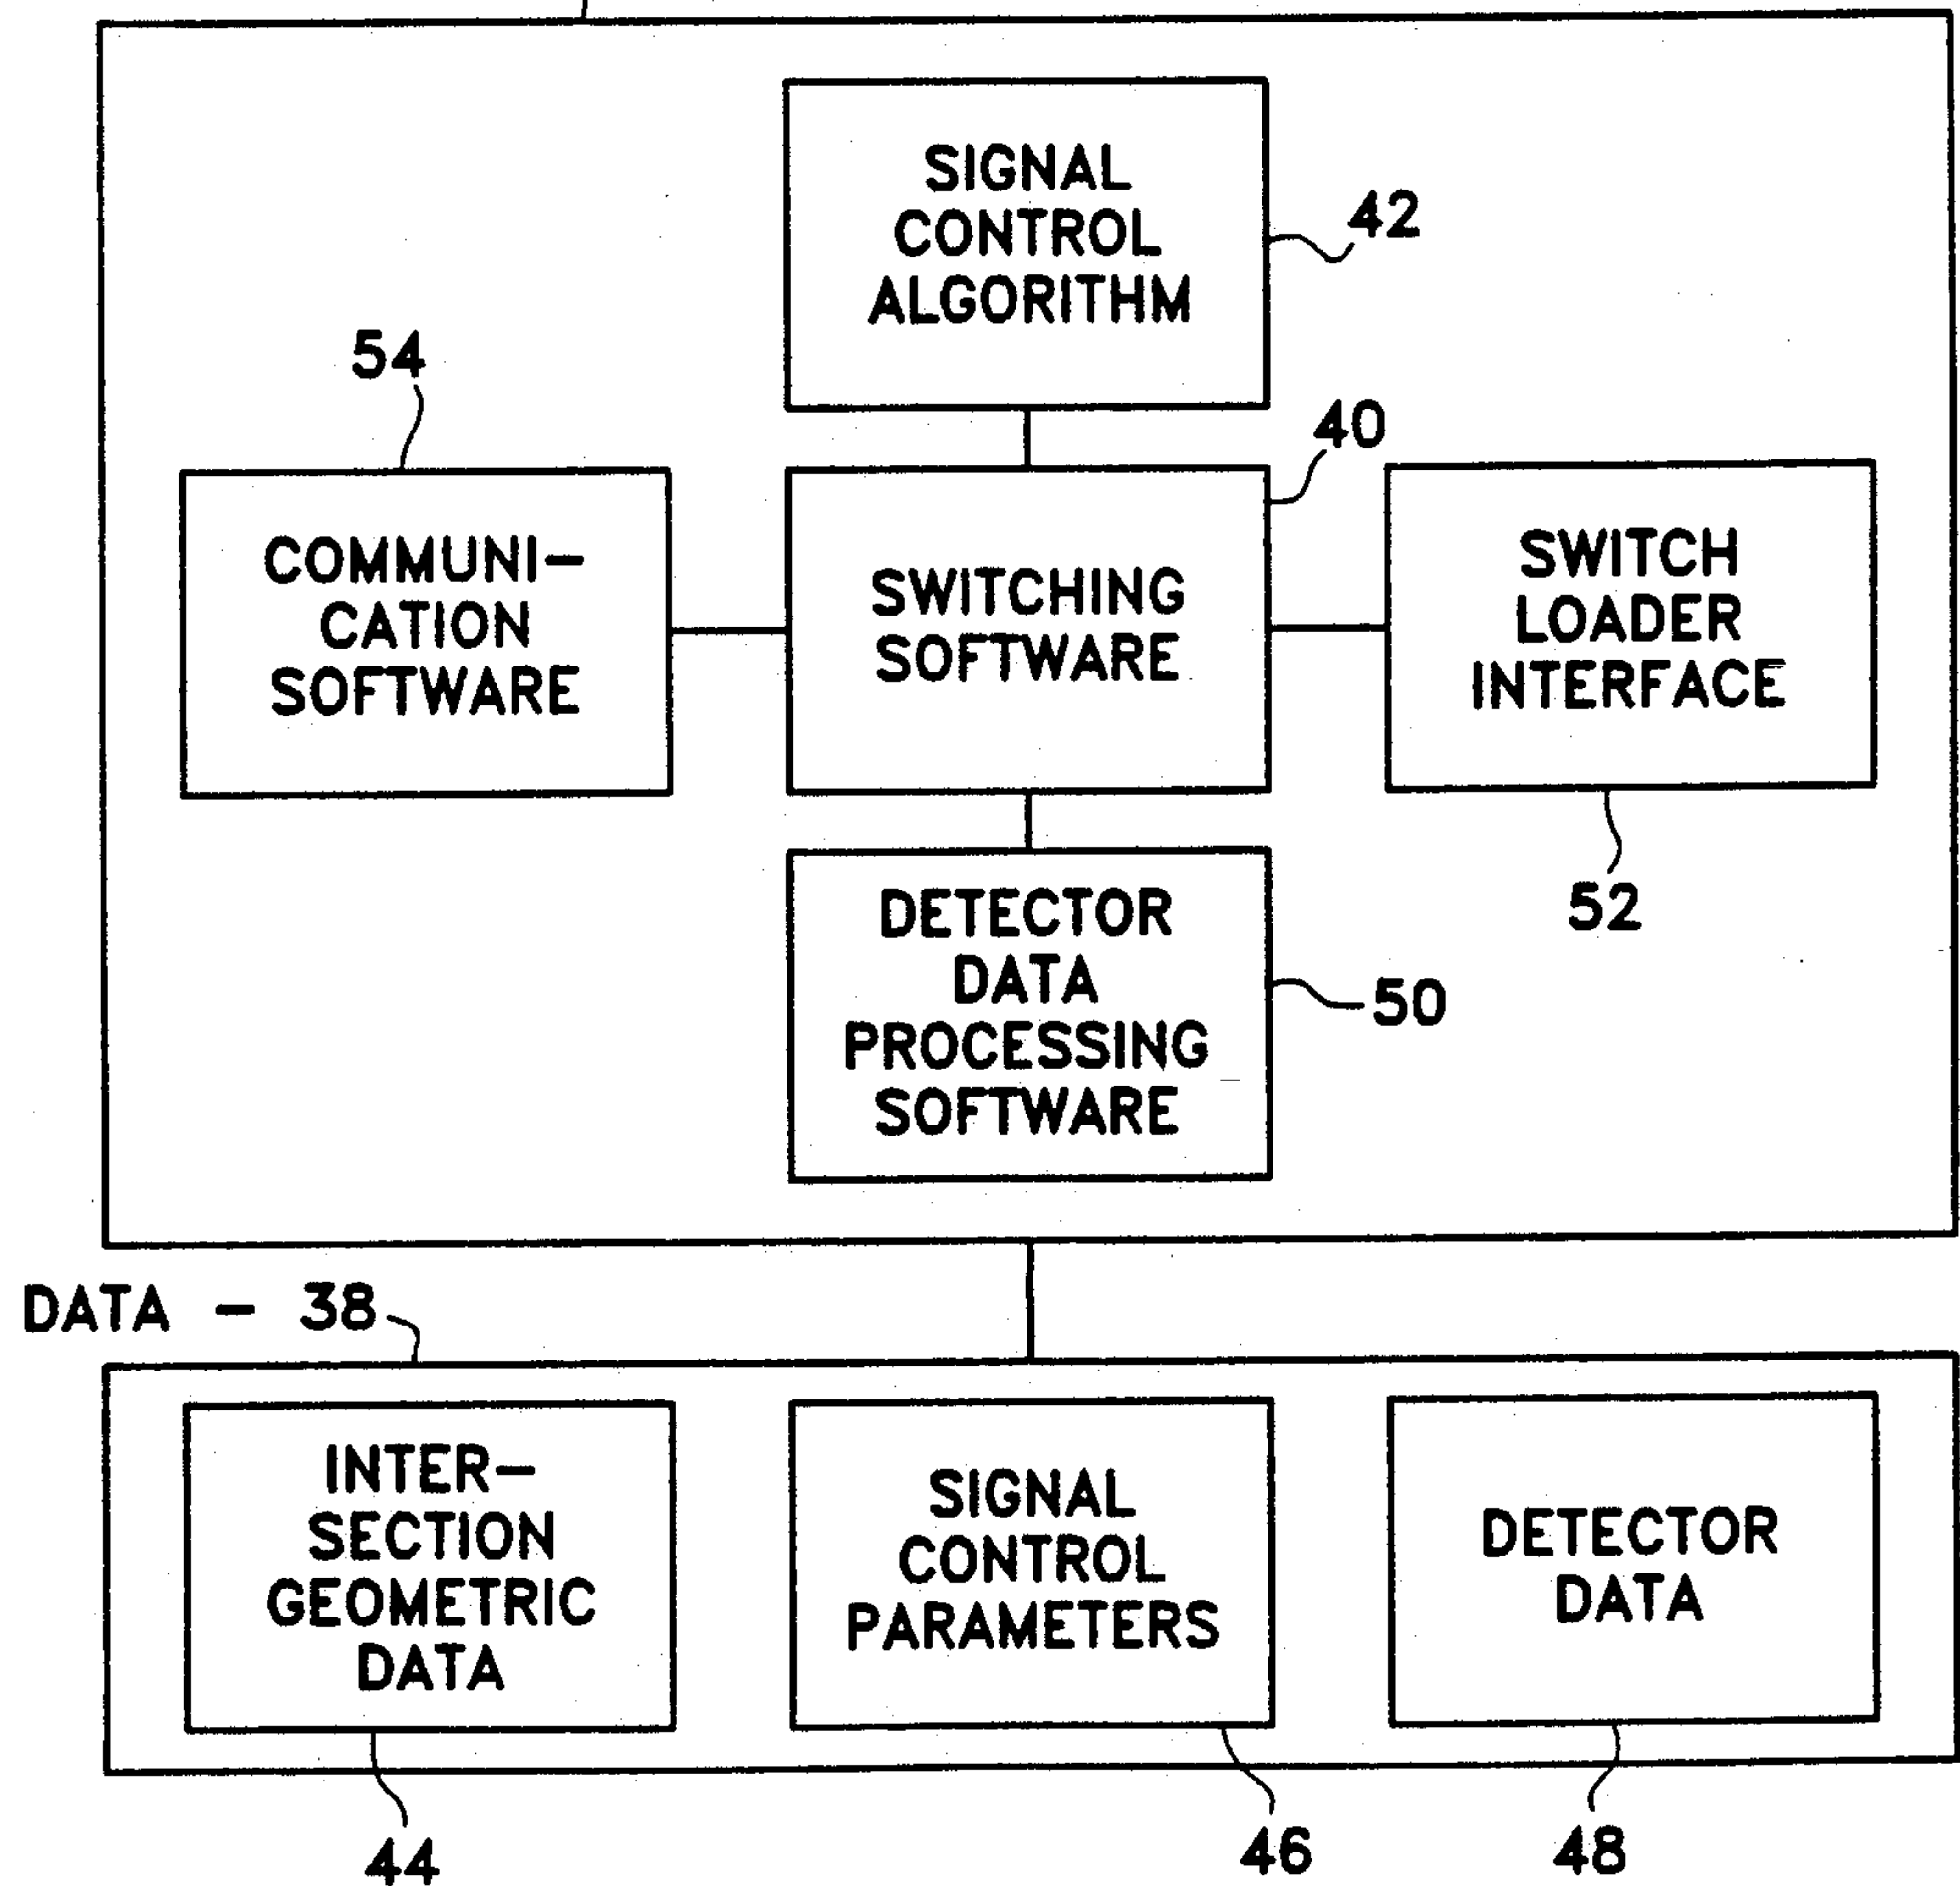 SIGNAL
CONTROL
ALGORITHM
42
54
40
COMMUNI-
CATION
SOFTWARE
SWITCHING
SOFTWARE
SWITCH
LOADER
INTERFACE
52
DETECTOR
DATA
PROCESSING
SOFTWARE
50
DATA - 38
INTER-
SECTION
GEOMETRIC
DATA
SIGNAL
CONTROL
PARAMETERS
DETECTOR
DATA
44
46
48